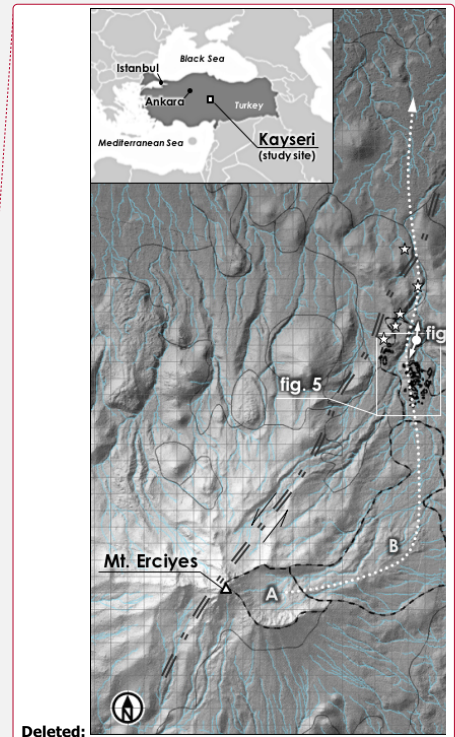 Black Sea
Istanbul
Ankara
Turkey
Kayseri
(study site)
Mediterranean Sea
fig
fig. 5
B
Mt. Erciyes
A
N
Deleted: